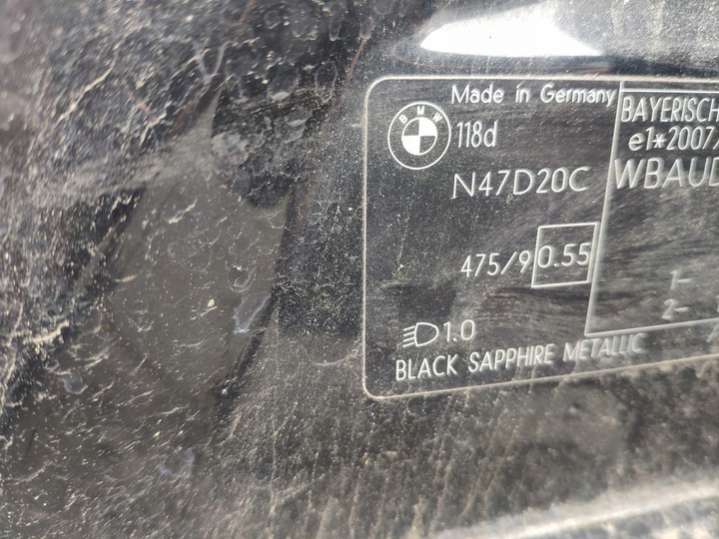 Made in Germany
BMW
118d
N47D20C
475/9 0.55
1.0
BLACK SAPPHIRE METALLIC
BAYERISCH
e1*2007/
WBAUD
1-
2-